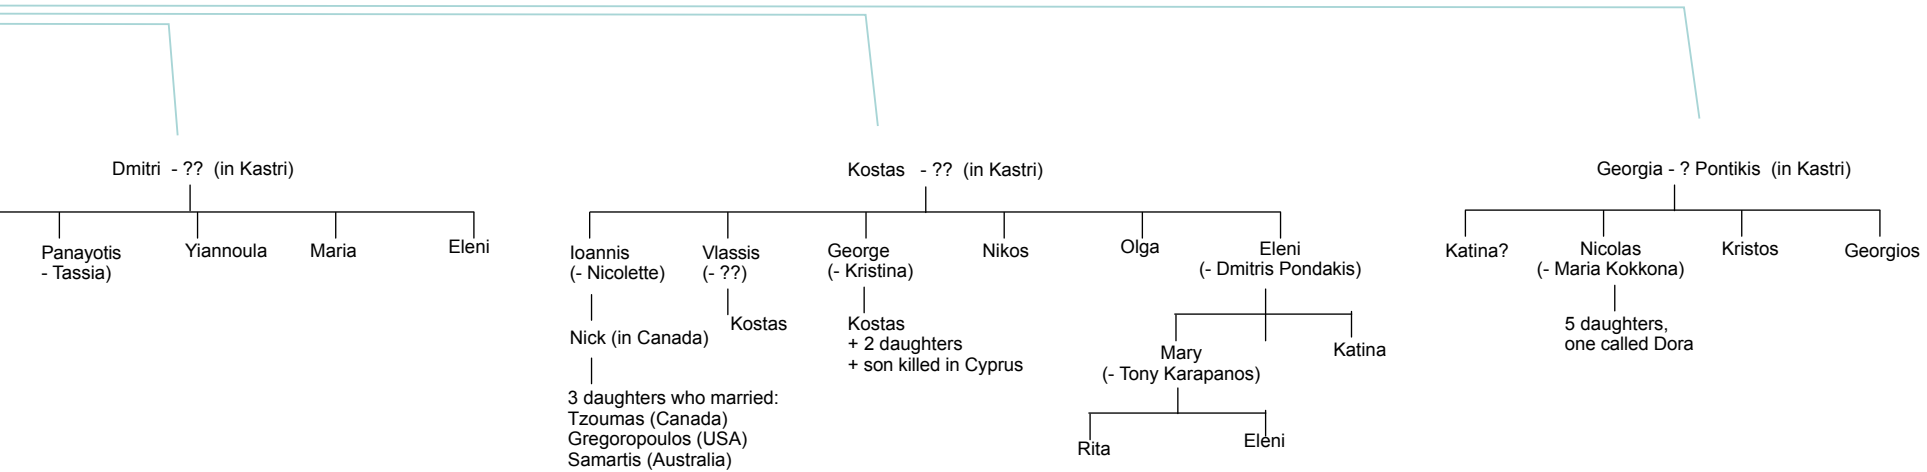 Dmitri - ?? (in Kastri)
Kostas - ?? (in Kastri)
Georgia - ? Pontikis (in Kastri)
Panayotis
- Tassia)
Yiannoula
Maria
Eleni
Ioannis
(- Nicolette)
Vlassis
(- ??)
George
(- Kristina)
Nikos
Olga
Eleni
(- Dmitris Pondakis)
Katina?
Nicolas
(- Maria Kokkona)
Kristos
Georgios
Nick (in Canada)
Kostas
Kostas
+ 2 daughters
+ son killed in Cyprus
Mary
(- Tony Karapanos)
Katina
5 daughters,
one called Dora
3 daughters who married:
Tzoumas (Canada)
Gregoropoulos (USA)
Samartis (Australia)
Rita
Eleni